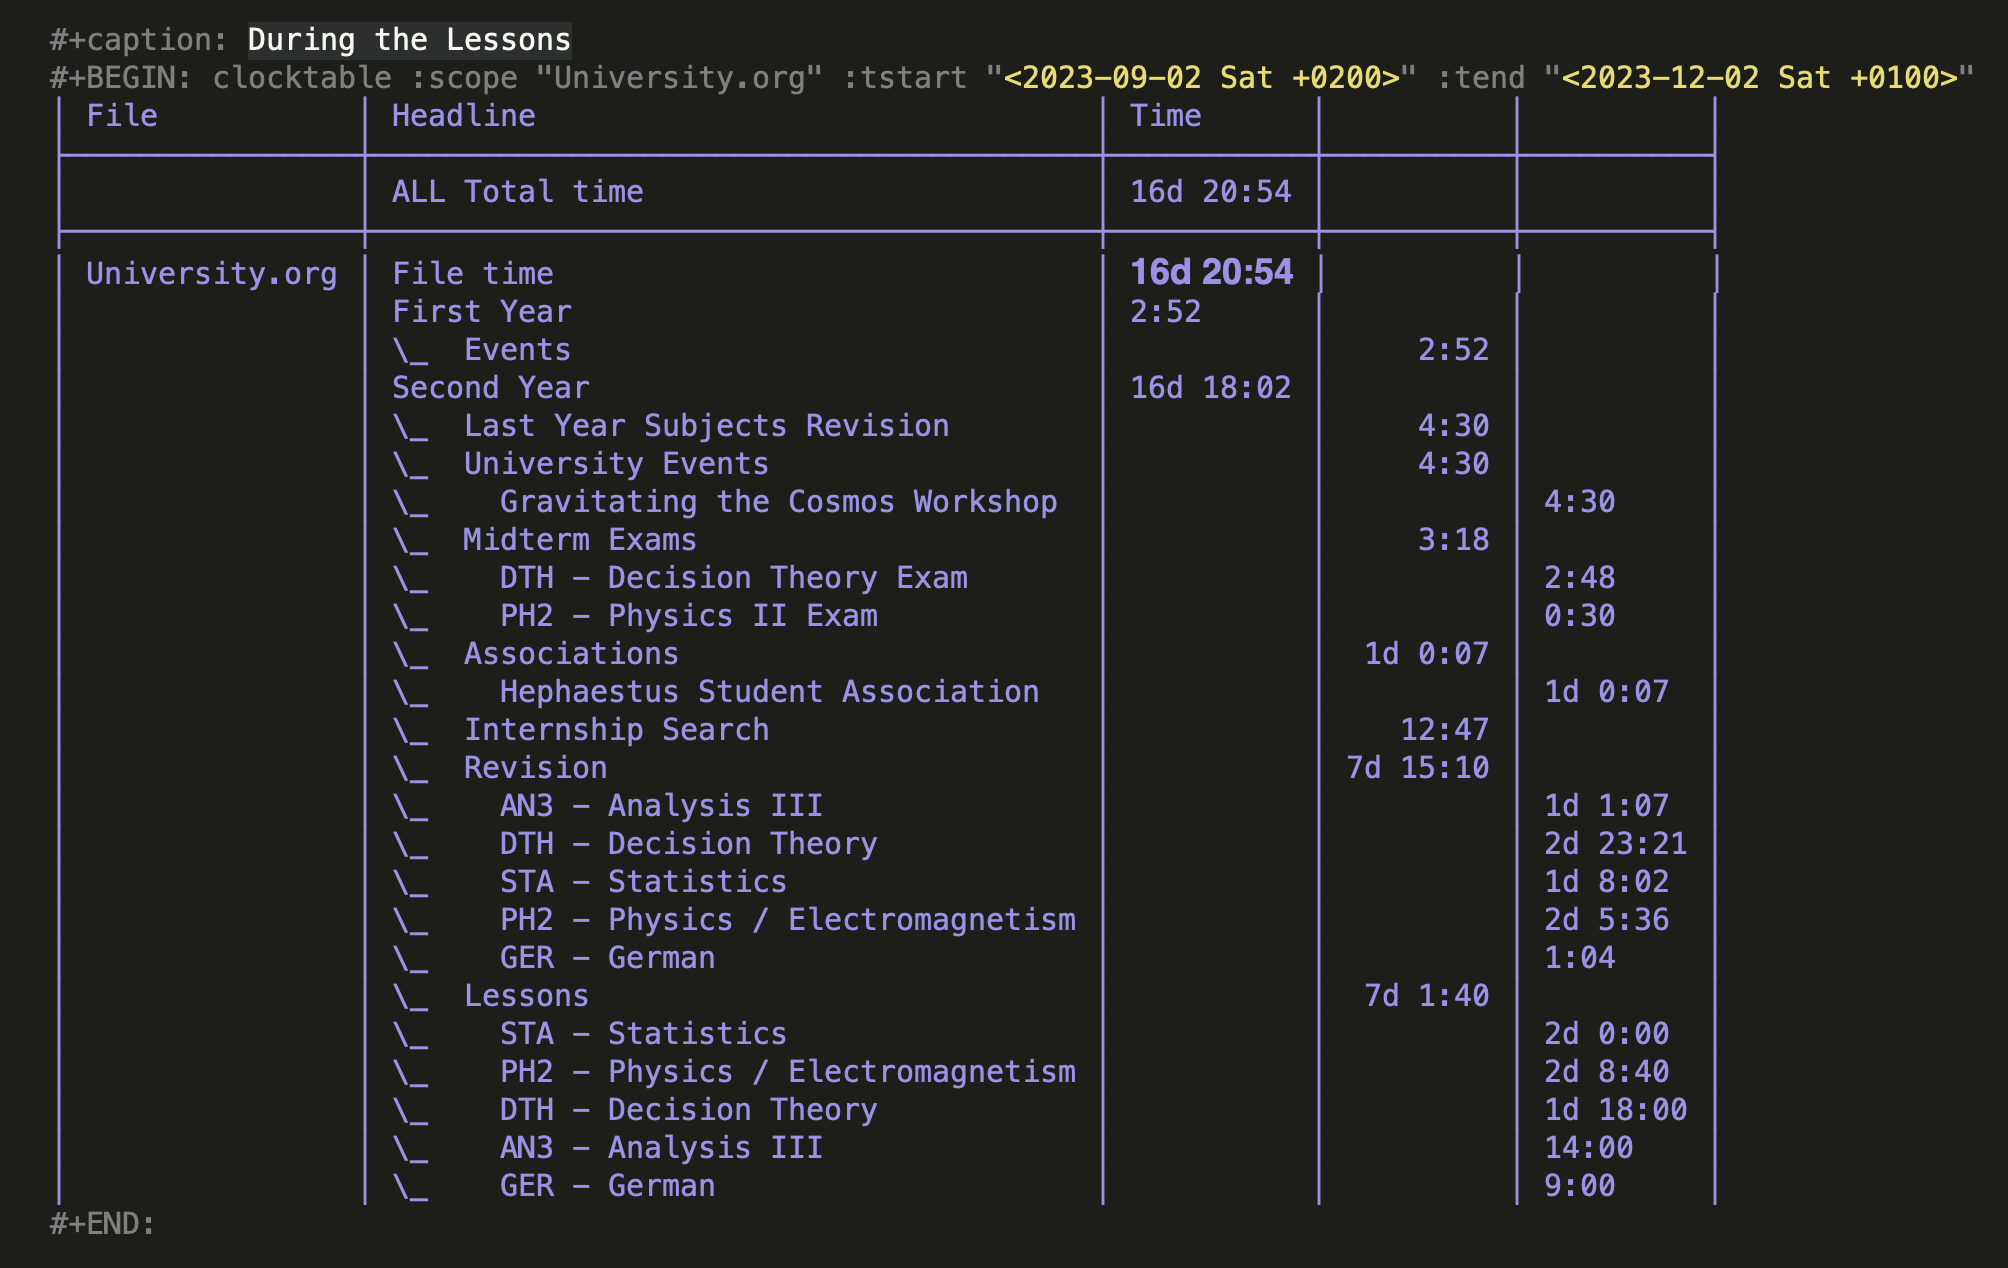 #+caption: During the Lessons
#+BEGIN: clocktable :scope "University.org" :tstart "<2023-09-02 Sat +0200>" :tend "<2023-12-02 Sat +0100>"
| File | Headline | Time | | |
| | ALL Total time | 16d 20:54 | | |
| University.org | File time | 16d 20:54 | | |
| | First Year | 2:52 | | |
| | \_  Events | | 2:52 | |
| | Second Year | 16d 18:02 | | |
| | \_  Last Year Subjects Revision | | 4:30 | |
| | \_  University Events | | 4:30 | |
| | \_    Gravitating the Cosmos Workshop | | | 4:30 |
| | \_  Midterm Exams | | 3:18 | |
| | \_    DTH – Decision Theory Exam | | | 2:48 |
| | \_    PH2 – Physics II Exam | | | 0:30 |
| | \_  Associations | | 1d 0:07 | |
| | \_    Hephaestus Student Association | | | 1d 0:07 |
| | \_  Internship Search | | 12:47 | |
| | \_  Revision | | 7d 15:10 | |
| | \_    AN3 – Analysis III | | | 1d 1:07 |
| | \_    DTH – Decision Theory | | | 2d 23:21 |
| | \_    STA – Statistics | | | 1d 8:02 |
| | \_    PH2 – Physics / Electromagnetism | | | 2d 5:36 |
| | \_    GER – German | | | 1:04 |
| | \_  Lessons | | 7d 1:40 | |
| | \_    STA – Statistics | | | 2d 0:00 |
| | \_    PH2 – Physics / Electromagnetism | | | 2d 8:40 |
| | \_    DTH – Decision Theory | | | 1d 18:00 |
| | \_    AN3 – Analysis III | | | 14:00 |
| | \_    GER – German | | | 9:00 |
#+END: